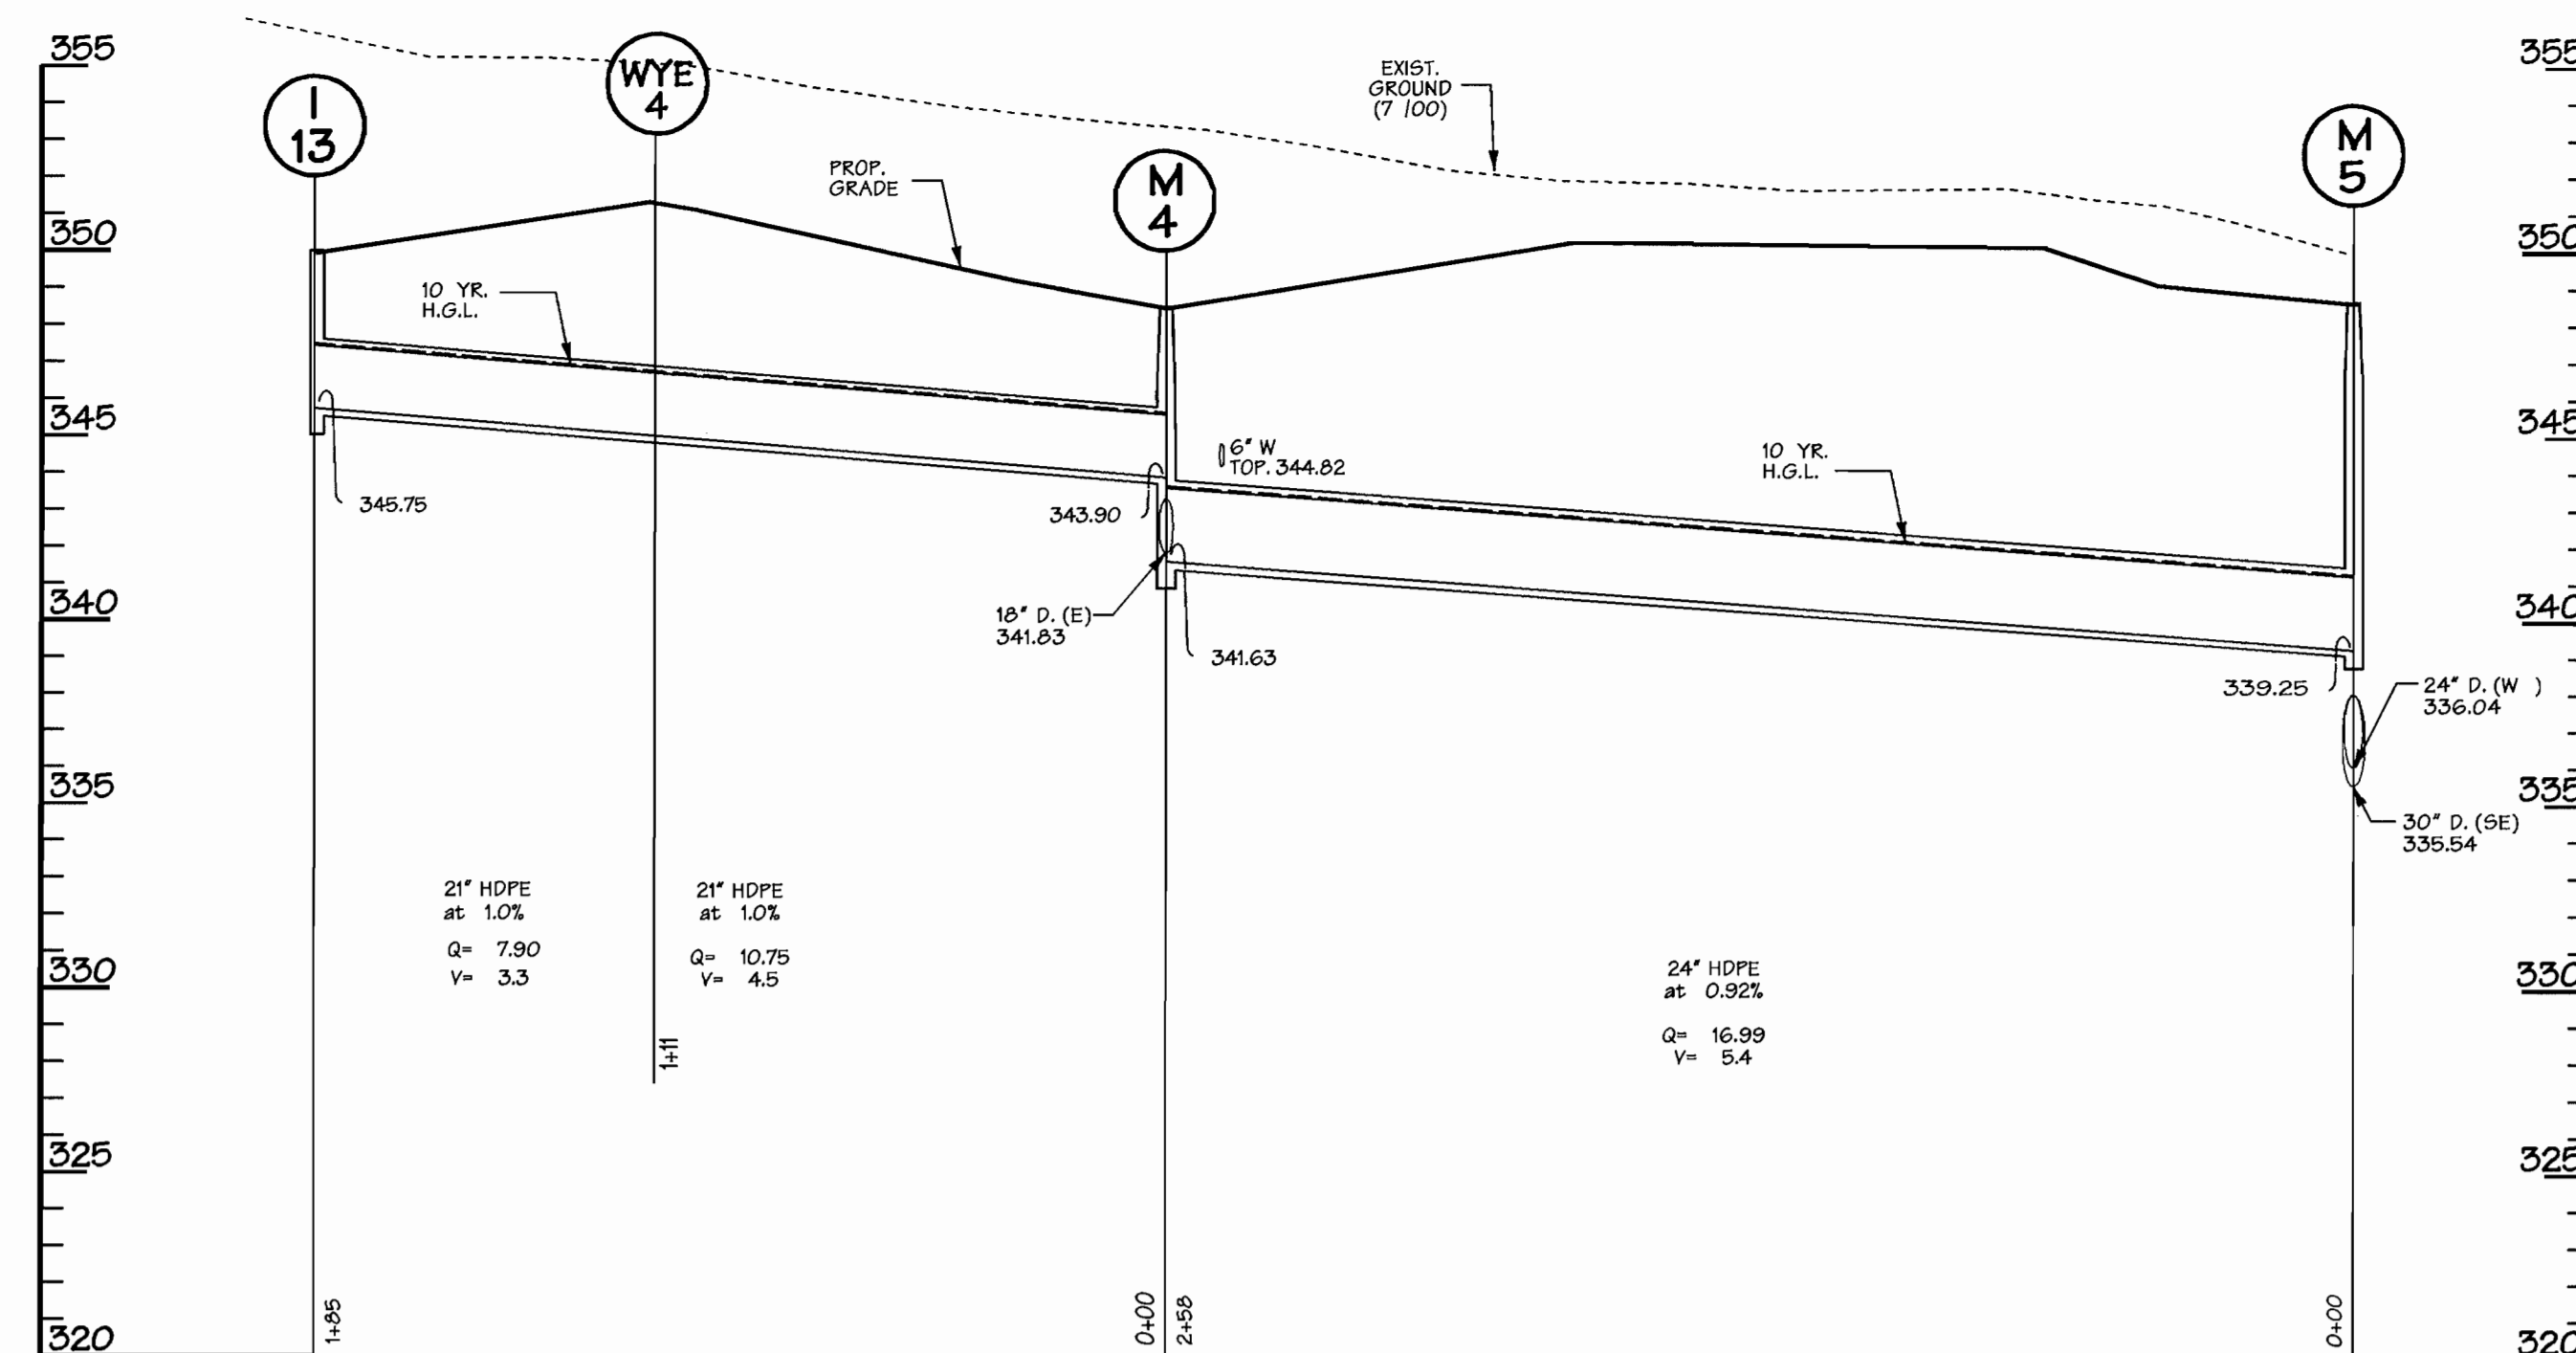 355
355
I
13
WYE
4
EXIST.
GROUND
(7 /00)
M
5
PROP.
GRADE
M
4
350
350
10 YR.
H.G.L.
345
345
6" W
TOP. 344.82
10 YR.
H.G.L.
345.75
343.90
18" D. (E)
341.83
341.63
340
340
339.25
24" D. (W )
336.04
335
335
30" D. (SE)
335.54
21" HDPE
at 1.0%
Q= 7.90
V= 3.3
21" HDPE
at 1.0%
Q= 10.75
V= 4.5
24" HDPE
at 0.92%
Q= 16.99
V= 5.4
330
330
1+11
325
325
1+85
0+00
2+58
0+00
320
320